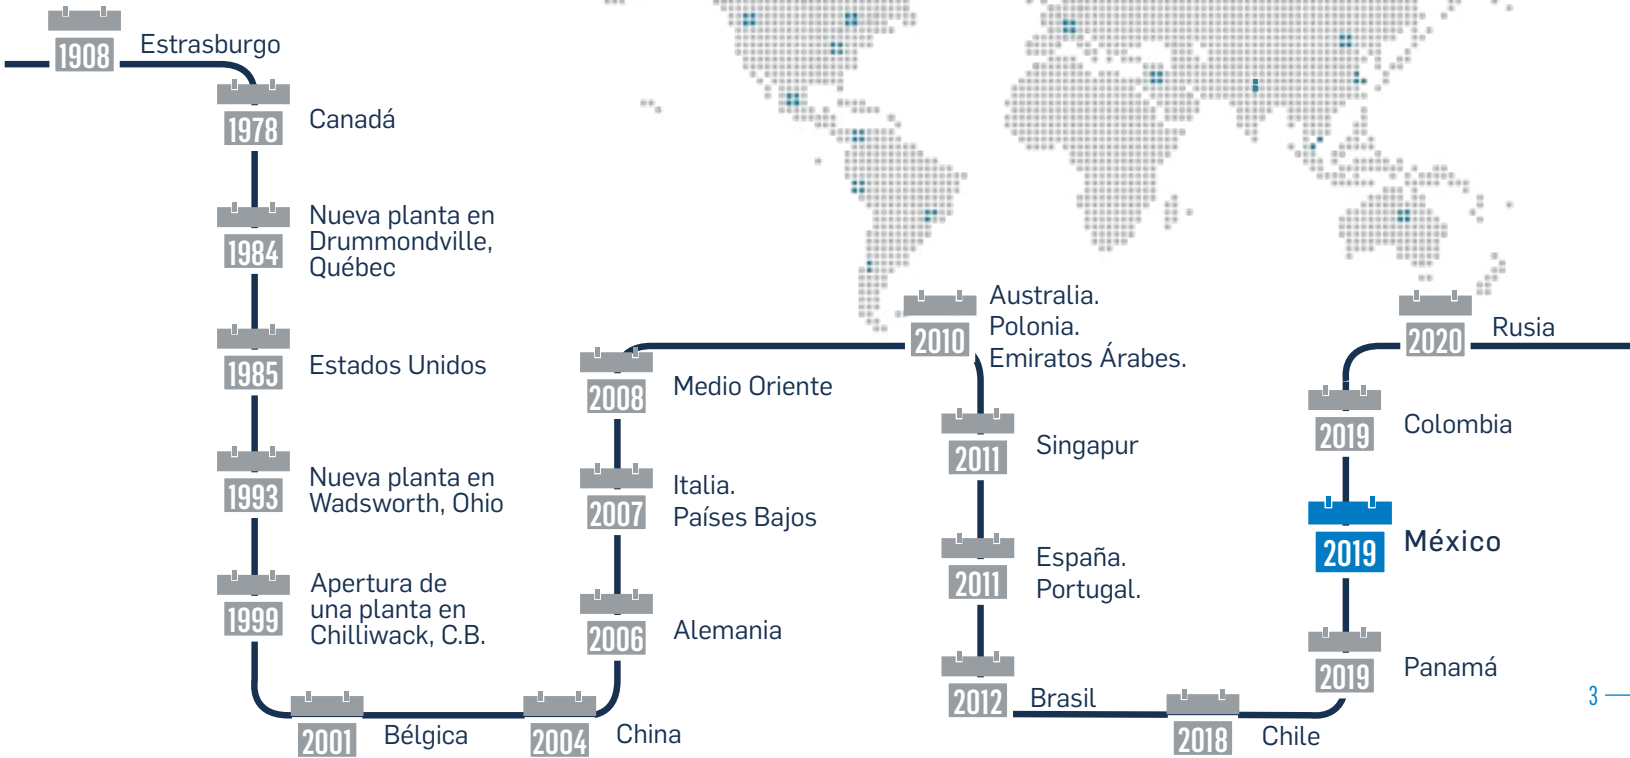 1908
Estrasburgo
1978
Canadá
1984
Nueva planta en
Drummondville,
Québec
1985
Estados Unidos
1993
Nueva planta en
Wadsworth, Ohio
1999
Apertura de
una planta en
Chilliwack, C.B.
2001
Bélgica
2004
China
2006
Alemania
2007
Italia.
Países Bajos
2008
Medio Oriente
2010
Australia.
Polonia.
Emiratos Árabes.
2011
Singapur
2011
España.
Portugal.
2012
Brasil
2018
Chile
2019
Panamá
2019
México
2019
Colombia
2020
Rusia
3